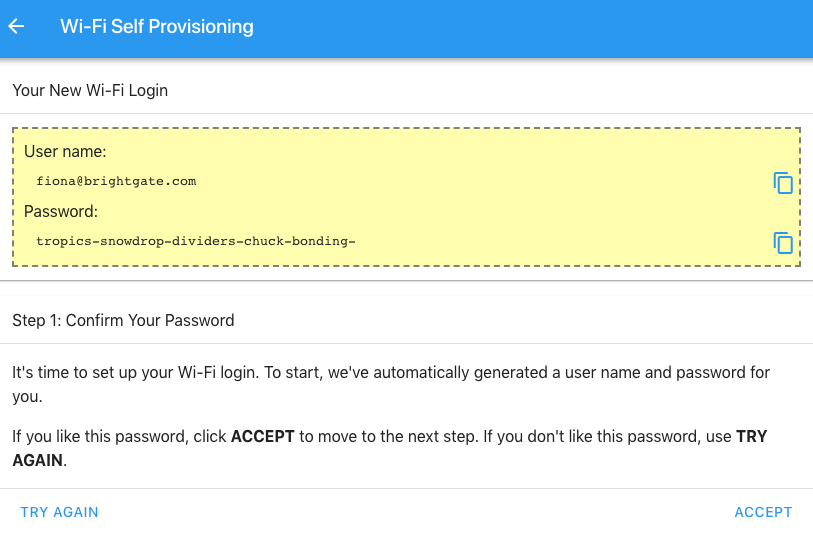 Wi-Fi Self Provisioning
Your New Wi-Fi Login
User name:
fiona@brightgate.com
Password:
tropics-snowdrop-dividers-chuck-bonding-
Step 1: Confirm Your Password
It's time to set up your Wi-Fi login. To start, we've automatically generated a user name and password for
you.
If you like this password, click ACCEPT to move to the next step. If you don't like this password, use TRY
AGAIN.
TRY AGAIN
ACCEPT